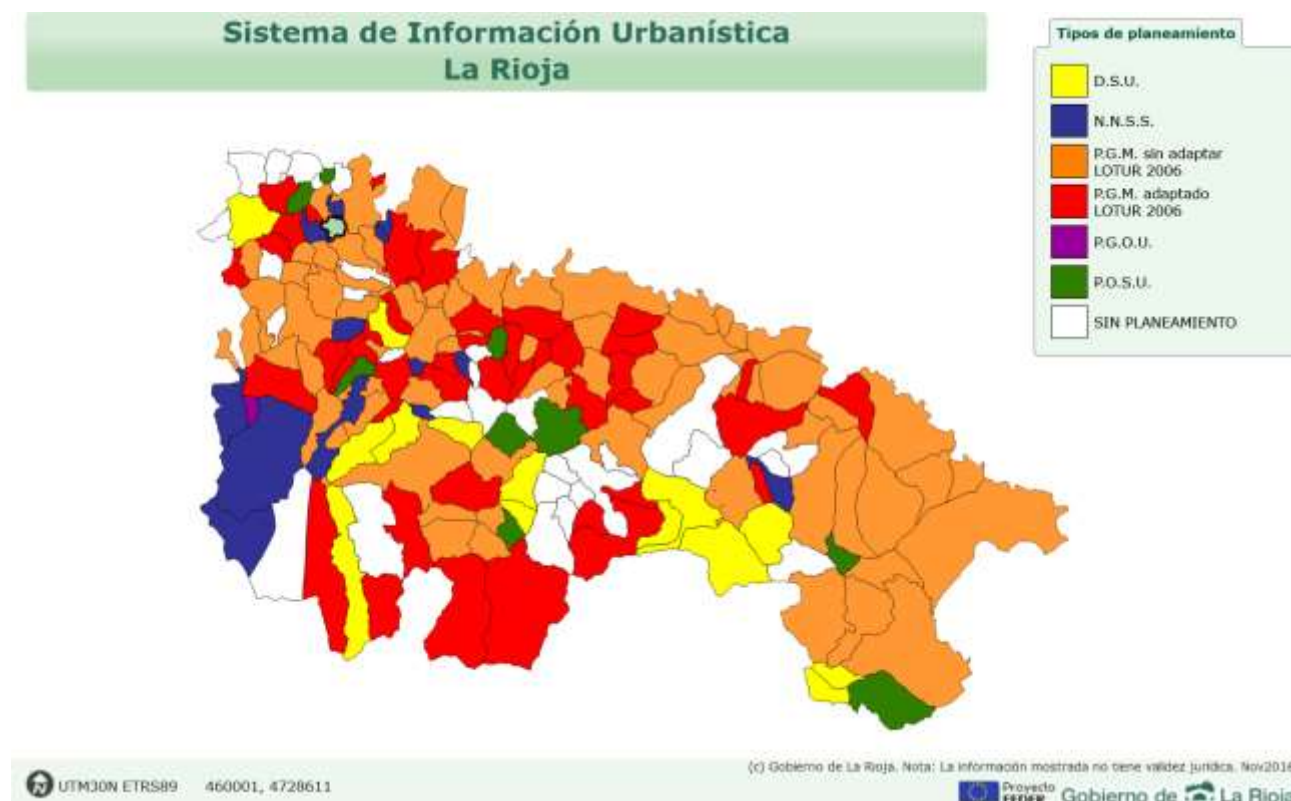 Sistema de Información Urbanística
La Rioja
Tipos de planeamiento
D.S.U.
N.N.S.S.
P.G.M. sin adaptar
LOTUR 2006
P.G.M. adaptado
LOTUR 2006
P.G.O.U.
P.O.S.U.
SIN PLANEAMIENTO
(c) Gobierno de La Rioja. Nota: La información mostrada no tiene validez jurídica. Nov2016
UTM30N ETRS89 460001, 4728611
Proyecto
FEDER
Gobierno de La Rioja